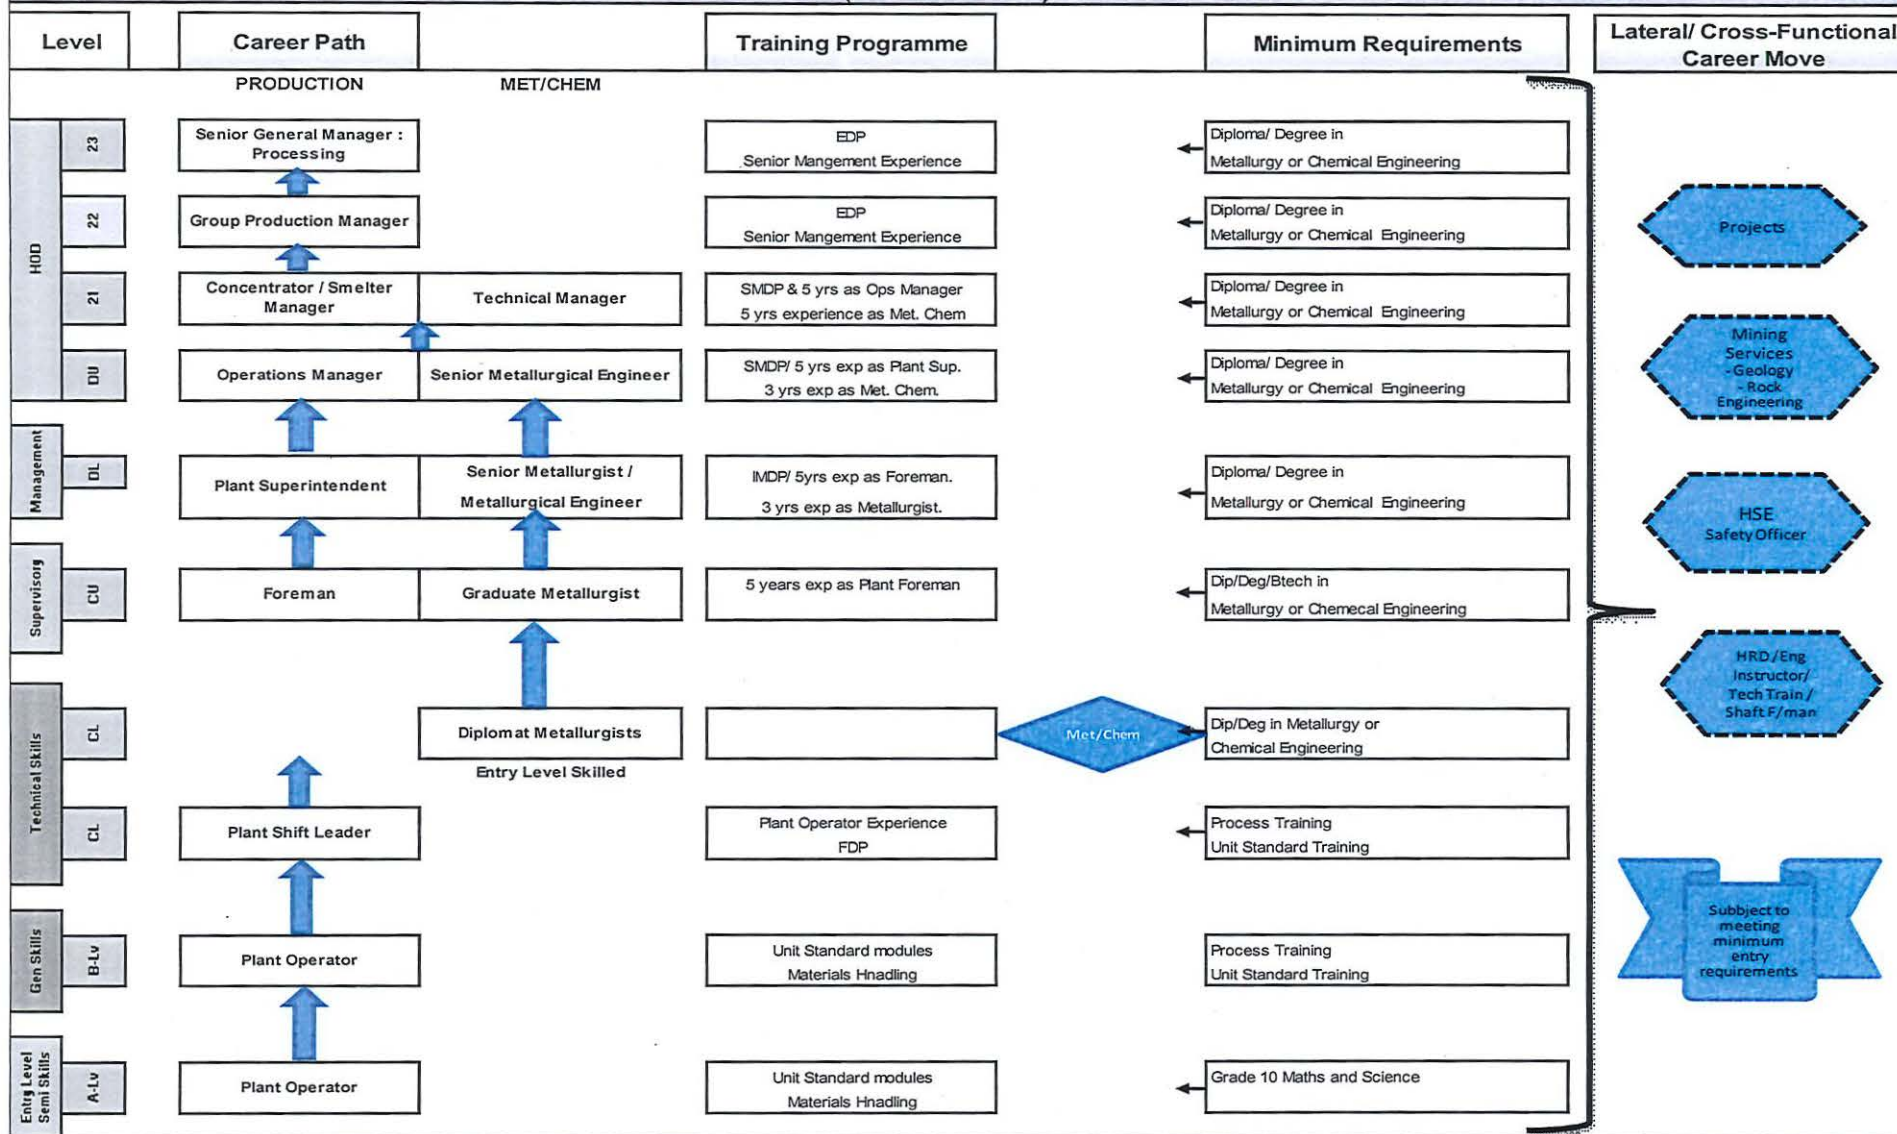 Level
Career Path
Training Programme
Minimum Requirements
Lateral/ Cross-Functional
Career Move
PRODUCTION
MET/CHEM
HOD
23
Senior General Manager :
Processing
EDP
Senior Mangement Experience
Diploma/ Degree in
Metallurgy or Chemical Engineering
22
Group Production Manager
EDP
Senior Mangement Experience
Diploma/ Degree in
Metallurgy or Chemical Engineering
21
Concentrator / Smelter
Manager
Technical Manager
SMDP & 5 yrs as Ops Manager
5 yrs experience as Met. Chem
Diploma/ Degree in
Metallurgy or Chemical Engineering
DU
Operations Manager
Senior Metallurgical Engineer
SMDP/ 5 yrs exp as Plant Sup.
3 yrs exp as Met. Chem.
Diploma/ Degree in
Metallurgy or Chemical Engineering
Management
DL
Plant Superintendent
Senior Metallurgist /
Metallurgical Engineer
IMDP/ 5yrs exp as Foreman.
3 yrs exp as Metallurgist.
Diploma/ Degree in
Metallurgy or Chemical Engineering
Supervisory
CU
Foreman
Graduate Metallurgist
5 years exp as Plant Foreman
Dip/Deg/Btech in
Metallurgy or Chemecal Engineering
Technical Skills
CL
Diplomat Metallurgists
Entry Level Skilled
Met/Chem
Dip/Deg in Metallurgy or
Chemical Engineering
CL
Plant Shift Leader
Plant Operator Experience
FDP
Process Training
Unit Standard Training
Gen Skills
B-Lv
Plant Operator
Unit Standard modules
Materials Hnadling
Process Training
Unit Standard Training
Entry Level
Semi Skills
A-Lv
Plant Operator
Unit Standard modules
Materials Hnadling
Grade 10 Maths and Science
Projects
Mining
Services
- Geology
- Rock
Engineering
HSE
Safety Officer
HRD/Eng
Instructor/
Tech Train /
Shaft F/man
Subbject to
meeting
minimum
entry
requirements